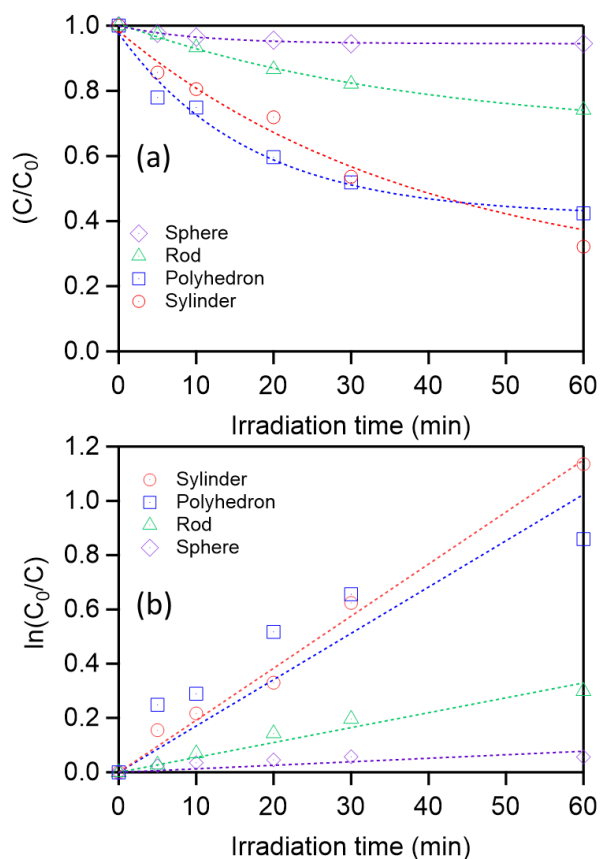 1.0
0.8
0.6
0.4
0.2
0.0
(C/C₀)
(a)
Sphere
Rod
Polyhedron
Sylinder
0 10 20 30 40 50 60
Irradiation time (min)
1.2
1.0
0.8
0.6
0.4
0.2
0.0
ln(C₀/C)
Sylinder
Polyhedron
Rod
Sphere
(b)
0 10 20 30 40 50 60
Irradiation time (min)